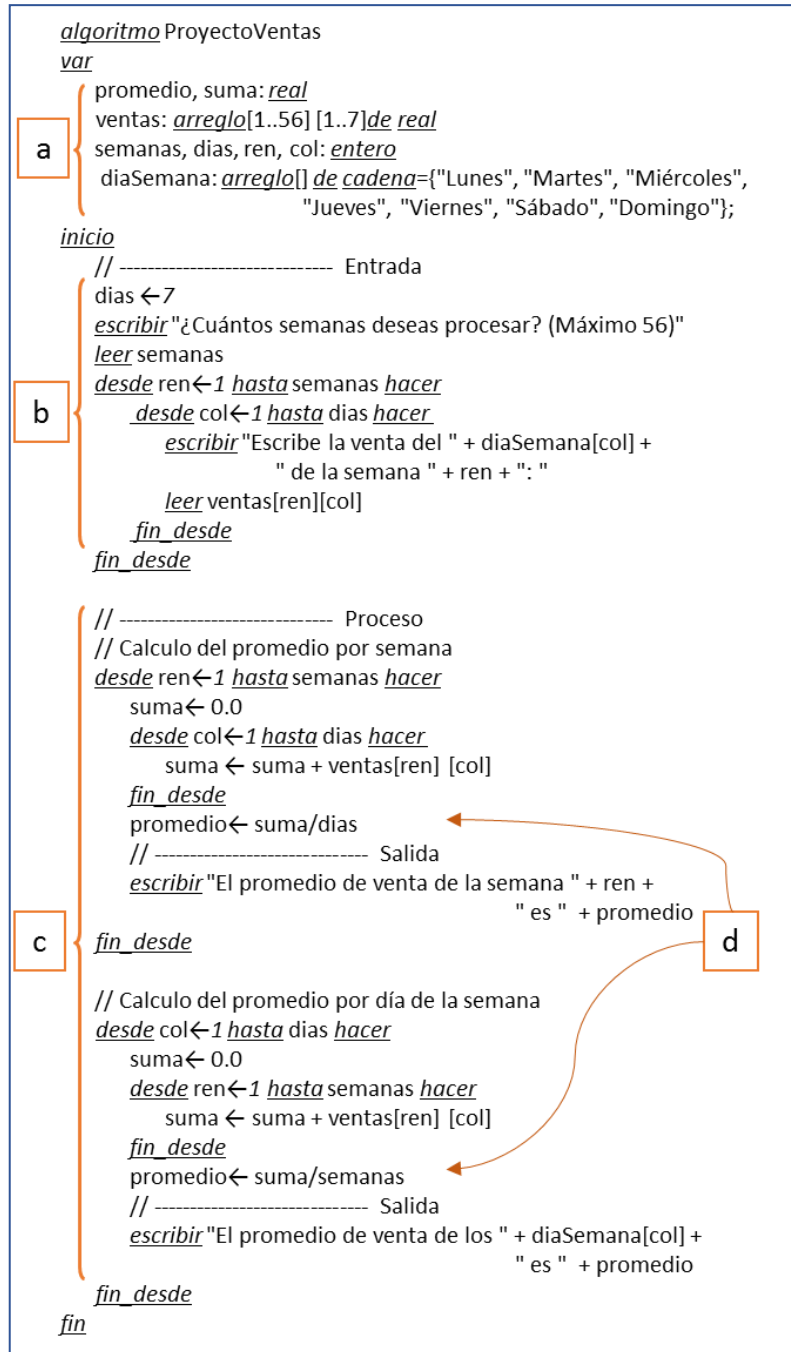 algoritmo ProyectoVentas
var
promedio, suma: real
ventas: arreglo[1..56] [1..7]de real
a
semanas, dias, ren, col: entero
diaSemana: arreglo[] de cadena={"Lunes", "Martes", "Miércoles",
"Jueves", "Viernes", "Sábado", "Domingo"};
inicio
// ------------------------------ Entrada
dias ←7
escribir "¿Cuántos semanas deseas procesar? (Máximo 56)"
leer semanas
desde ren←1 hasta semanas hacer
b
desde col←1 hasta dias hacer
escribir "Escribe la venta del " + diaSemana[col] +
" de la semana " + ren + ": "
leer ventas[ren][col]
fin_desde
fin_desde
// ------------------------------ Proceso
// Calculo del promedio por semana
desde ren←1 hasta semanas hacer
suma← 0.0
desde col←1 hasta dias hacer
suma ← suma + ventas[ren] [col]
fin_desde
promedio← suma/dias
// ------------------------------ Salida
escribir "El promedio de venta de la semana " + ren +
" es " + promedio
c
fin_desde
d
// Calculo del promedio por día de la semana
desde col←1 hasta dias hacer
suma← 0.0
desde ren←1 hasta semanas hacer
suma ← suma + ventas[ren] [col]
fin_desde
promedio← suma/semanas
// ------------------------------ Salida
escribir "El promedio de venta de los " + diaSemana[col] +
" es " + promedio
fin_desde
fin